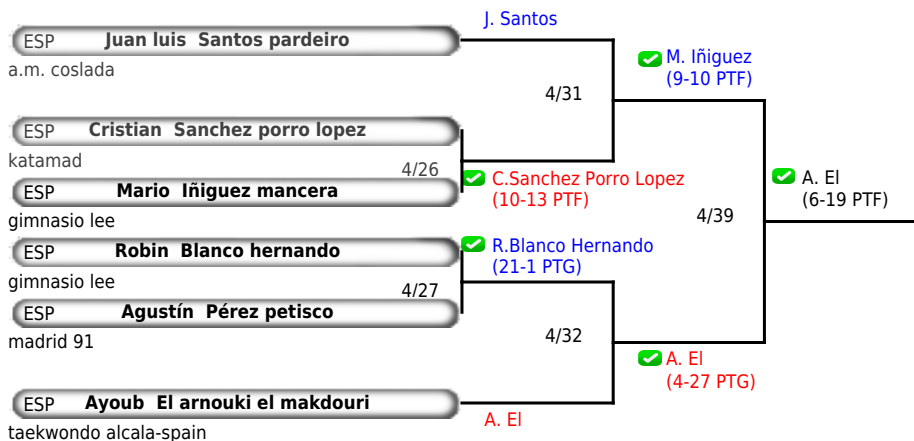 J. Santos
ESP Juan luis Santos pardeiro
a.m. coslada
M. Iñiguez
(9-10 PTF)
4/31
ESP Cristian Sanchez porro lopez
katamad
4/26
C.Sanchez Porro Lopez
(10-13 PTF)
ESP Mario Iñiguez mancera
gimnasio lee
A. El
(6-19 PTF)
4/39
ESP Robin Blanco hernando
gimnasio lee
R.Blanco Hernando
(21-1 PTG)
4/27
ESP Agustín Pérez petisco
madrid 91
4/32
A. El
(4-27 PTG)
ESP Ayoub El arnouki el makdouri
taekwondo alcala-spain
A. El